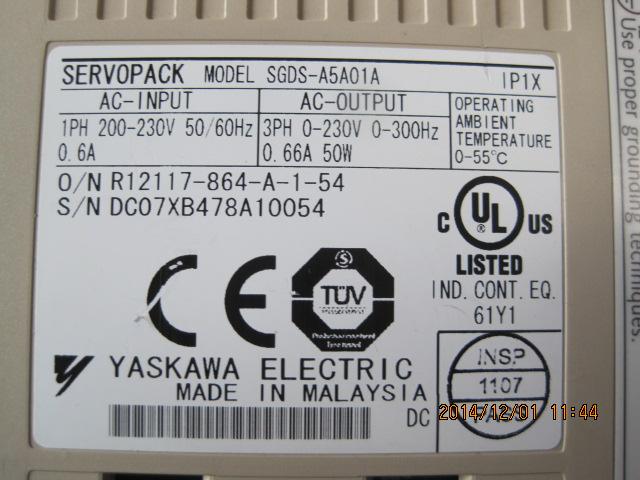 SERVOPACK MODEL SGDS-A5A01A IP1X
AC-INPUT
1PH 200-230V 50/60Hz
0.6A
AC-OUTPUT
3PH 0-230V 0-300Hz
0.66A 50W
OPERATING
AMBIENT
TEMPERATURE
0-55℃
O/N R12117-864-A-1-54
S/N DC07XB478A10054
C UL ® US
LISTED
IND. CONT. EQ.
61Y1
CE
S
TÜV
YASKAWA ELECTRIC
MADE IN MALAYSIA
DC
INSP
1107
2014/12/01 11:44
Use proper grounding techniques.